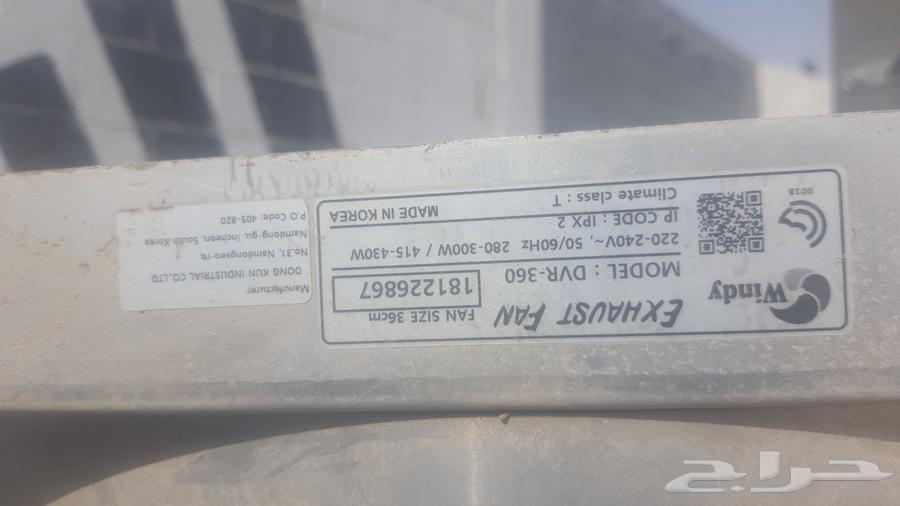 Windy
EXHAUST FAN
FAN SIZE 36cm
MODEL : DVR-360
181226867
220-240V~ 50/60Hz 280-300W / 415-430W
IP CODE : IPX 2
Climate class : T
MADE IN KOREA
0018
Manufacturer
DONG KUN INDUSTRIAL CO.,LTD
No.31, Namdongseo-ro,
Namdong-gu, Incheon, South Korea
P.O Code: 405-820
حراج